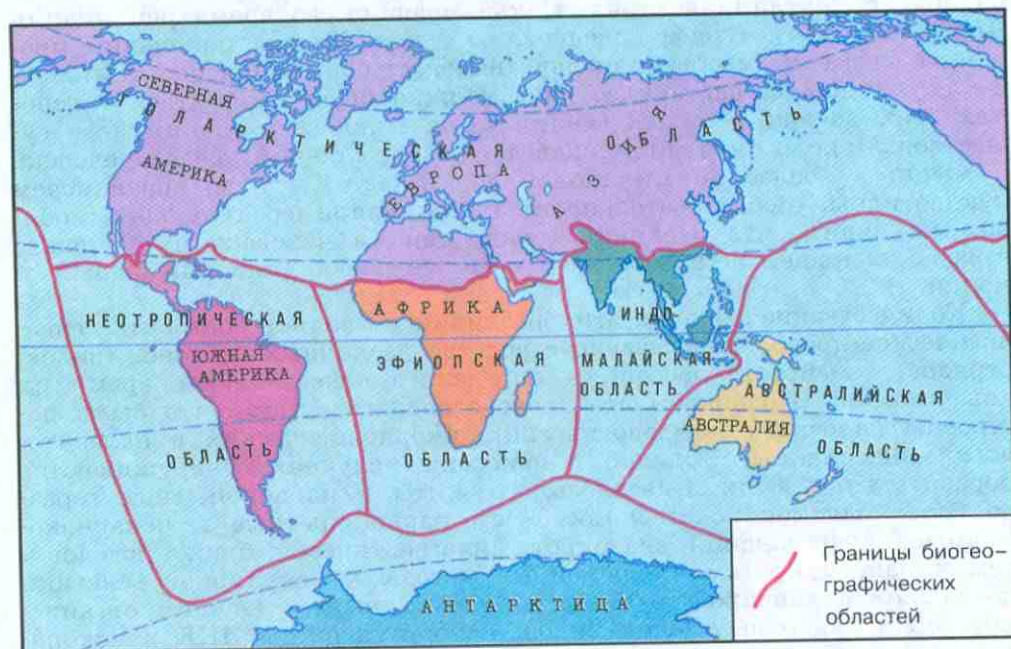 СЕВЕРНАЯ
ГОЛАРКТИЧЕСКАЯ ОБЛАСТЬ
АМЕРИКА
ЕВРОПА
АЗИЯ
НЕОТРОПИЧЕСКАЯ
АФРИКА
ИНДО-
ЮЖНАЯ
АМЕРИКА
ЭФИОПСКАЯ
МАЛАЙСКАЯ
ОБЛАСТЬ
АВСТРАЛИЙСКАЯ
АВСТРАЛИЯ
ОБЛАСТЬ
ОБЛАСТЬ
ОБЛАСТЬ
АНТАРКТИДА
Границы биогео-
графических
областей